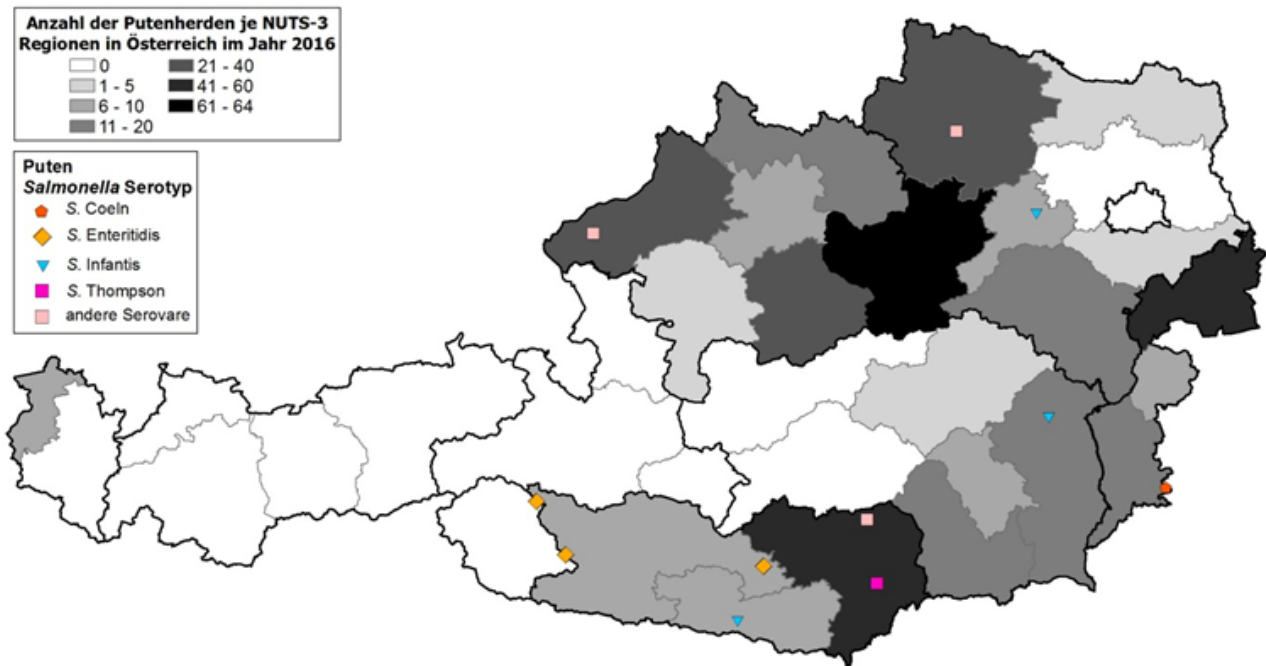 Anzahl der Putenherden je NUTS-3
Regionen in Österreich im Jahr 2016
0
21 - 40
1 - 5
41 - 60
6 - 10
61 - 64
11 - 20
Puten
Salmonella Serotyp
S. Coeln
S. Enteritidis
S. Infantis
S. Thompson
andere Serovare